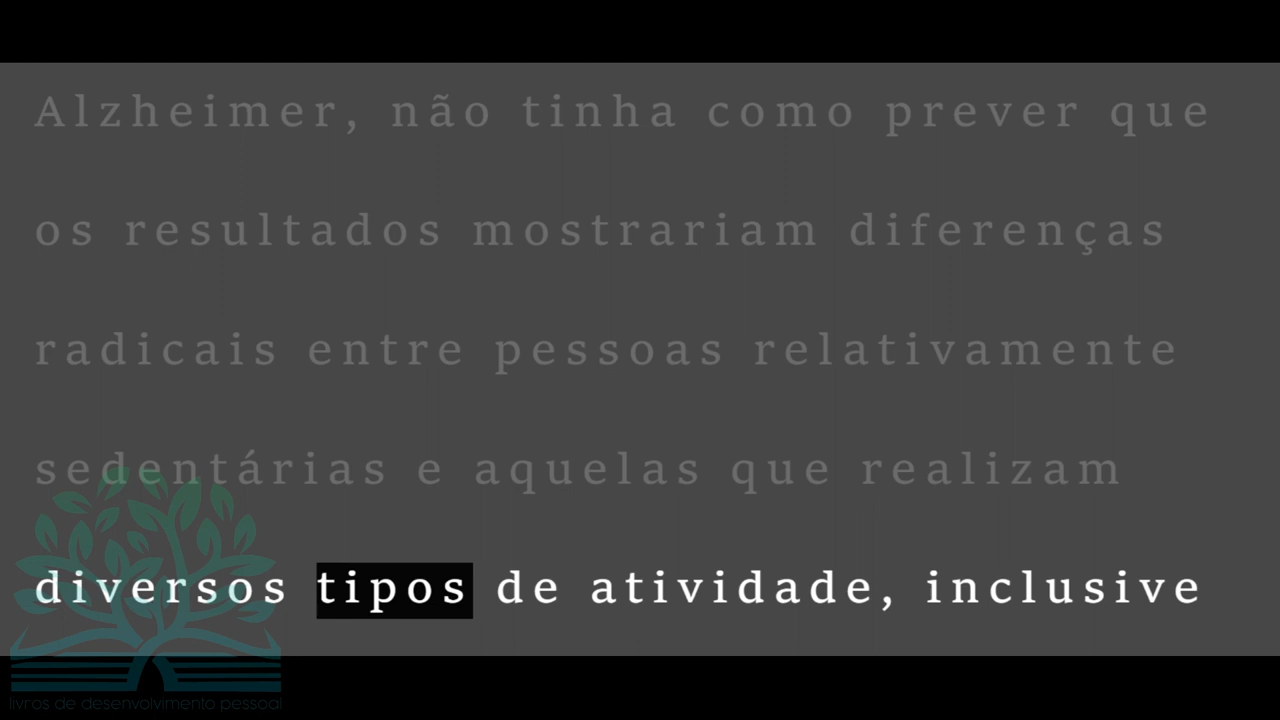 Alzheimer, não tinha como prever que
os resultados mostrariam diferenças
radicais entre pessoas relativamente
sedentárias e aquelas que realizam
diversos tipos de atividade, inclusive
livros de desenvolvimento pessoal